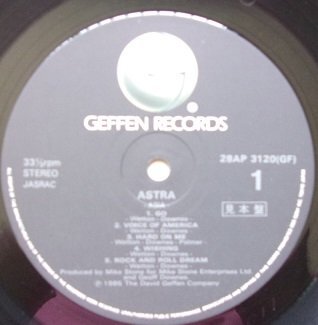 GEFFEN RECORDS
33⅓rpm
STEREO
JASRAC
28AP 3120(GF)
1
見本盤
ASTRA
ASIA
1. GO
Wetton - Downes
2. VOICE OF AMERICA
Wetton - Downes
3. HARD ON ME
Wetton - Downes - Palmer
4. WISHING
Wetton - Downes
5. ROCK AND ROLL DREAM
Wetton - Downes
Produced by Mike Stone for Mike Stone Enterprises Ltd.
and Geoff Downes
℗ 1985 The David Geffen Company